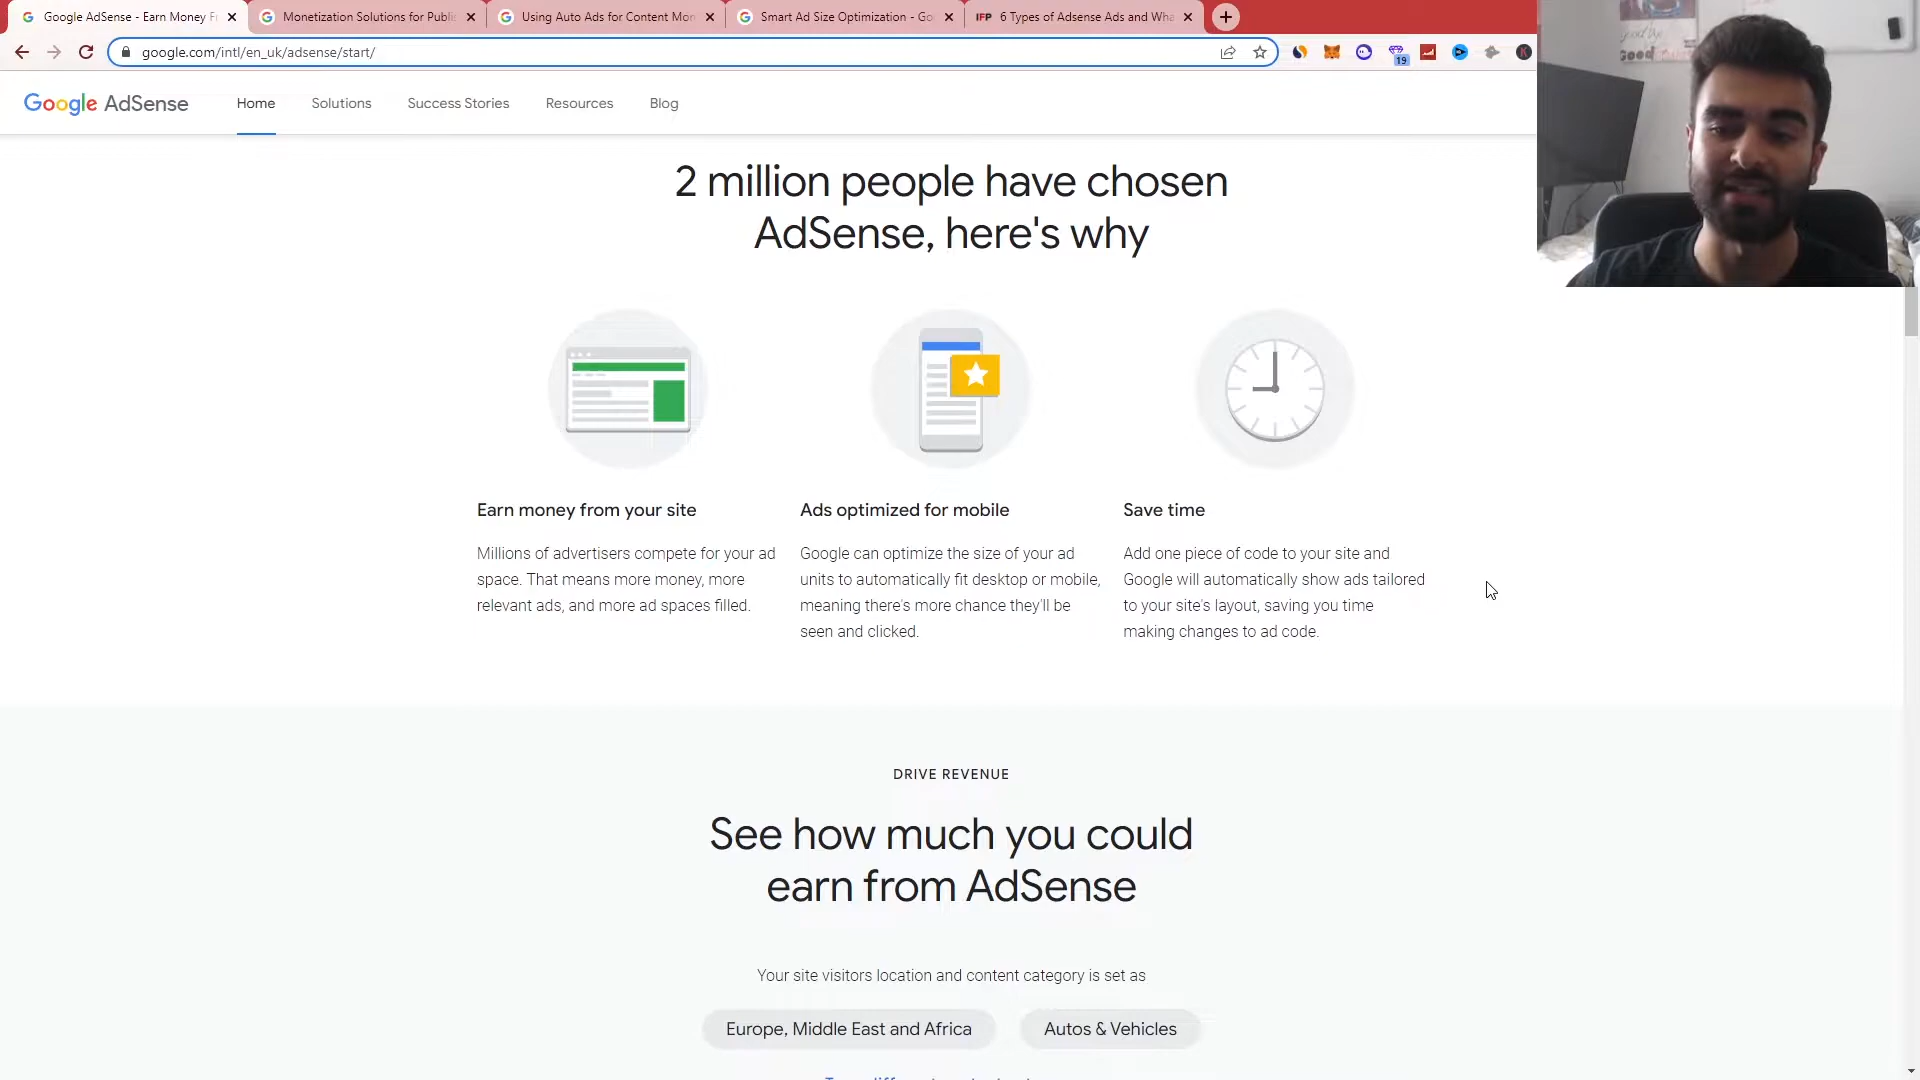 Google AdSense - Earn Money F
Monetization Solutions for Publis
Using Auto Ads for Content Mon
Smart Ad Size Optimization - Go
IFP 6 Types of Adsense Ads and Wha
google.com/intl/en_uk/adsense/start/
19
Google AdSense
Home
Solutions
Success Stories
Resources
Blog
2 million people have chosen
AdSense, here's why
Earn money from your site
Millions of advertisers compete for your ad
space. That means more money, more
relevant ads, and more ad spaces filled.
Ads optimized for mobile
Google can optimize the size of your ad
units to automatically fit desktop or mobile,
meaning there's more chance they'll be
seen and clicked.
Save time
Add one piece of code to your site and
Google will automatically show ads tailored
to your site's layout, saving you time
making changes to ad code.
DRIVE REVENUE
See how much you could
earn from AdSense
Your site visitors location and content category is set as
Europe, Middle East and Africa
Autos & Vehicles